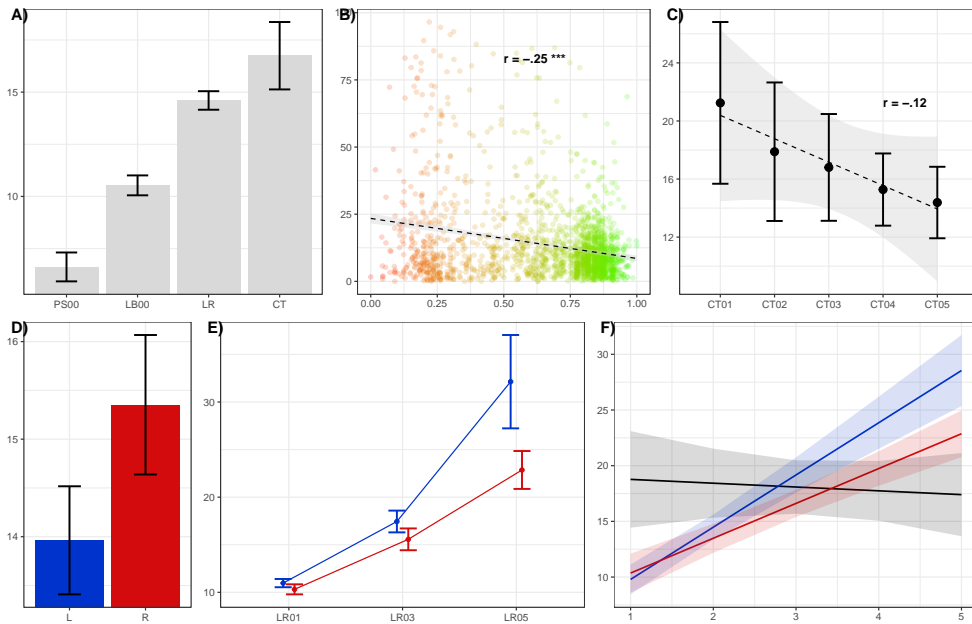 A)
15
10
PS00
LB00
LR
CT
B)
100
75
50
25
0
r = −.25 ***
0.00
0.25
0.50
0.75
1.00
C)
24
20
16
12
r = −.12
CT01
CT02
CT03
CT04
CT05
D)
16
15
14
L
R
E)
30
20
10
LR01
LR03
LR05
F)
30
25
20
15
10
1
2
3
4
5